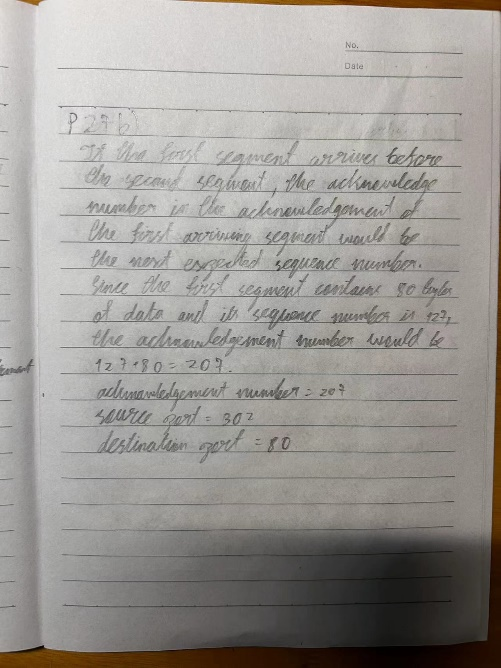 No.
Date
P 27 b)
If the first segment arrives before
the second segment, the acknowledge
number in the acknowledgement of
the first arriving segment would be
the next expected sequence number.
Since the first segment contains 80 bytes
of data and its sequence number is 127,
the acknowledgement number would be
127+80 = 207.
acknowledgement number = 207
source port = 302
destination port = 80